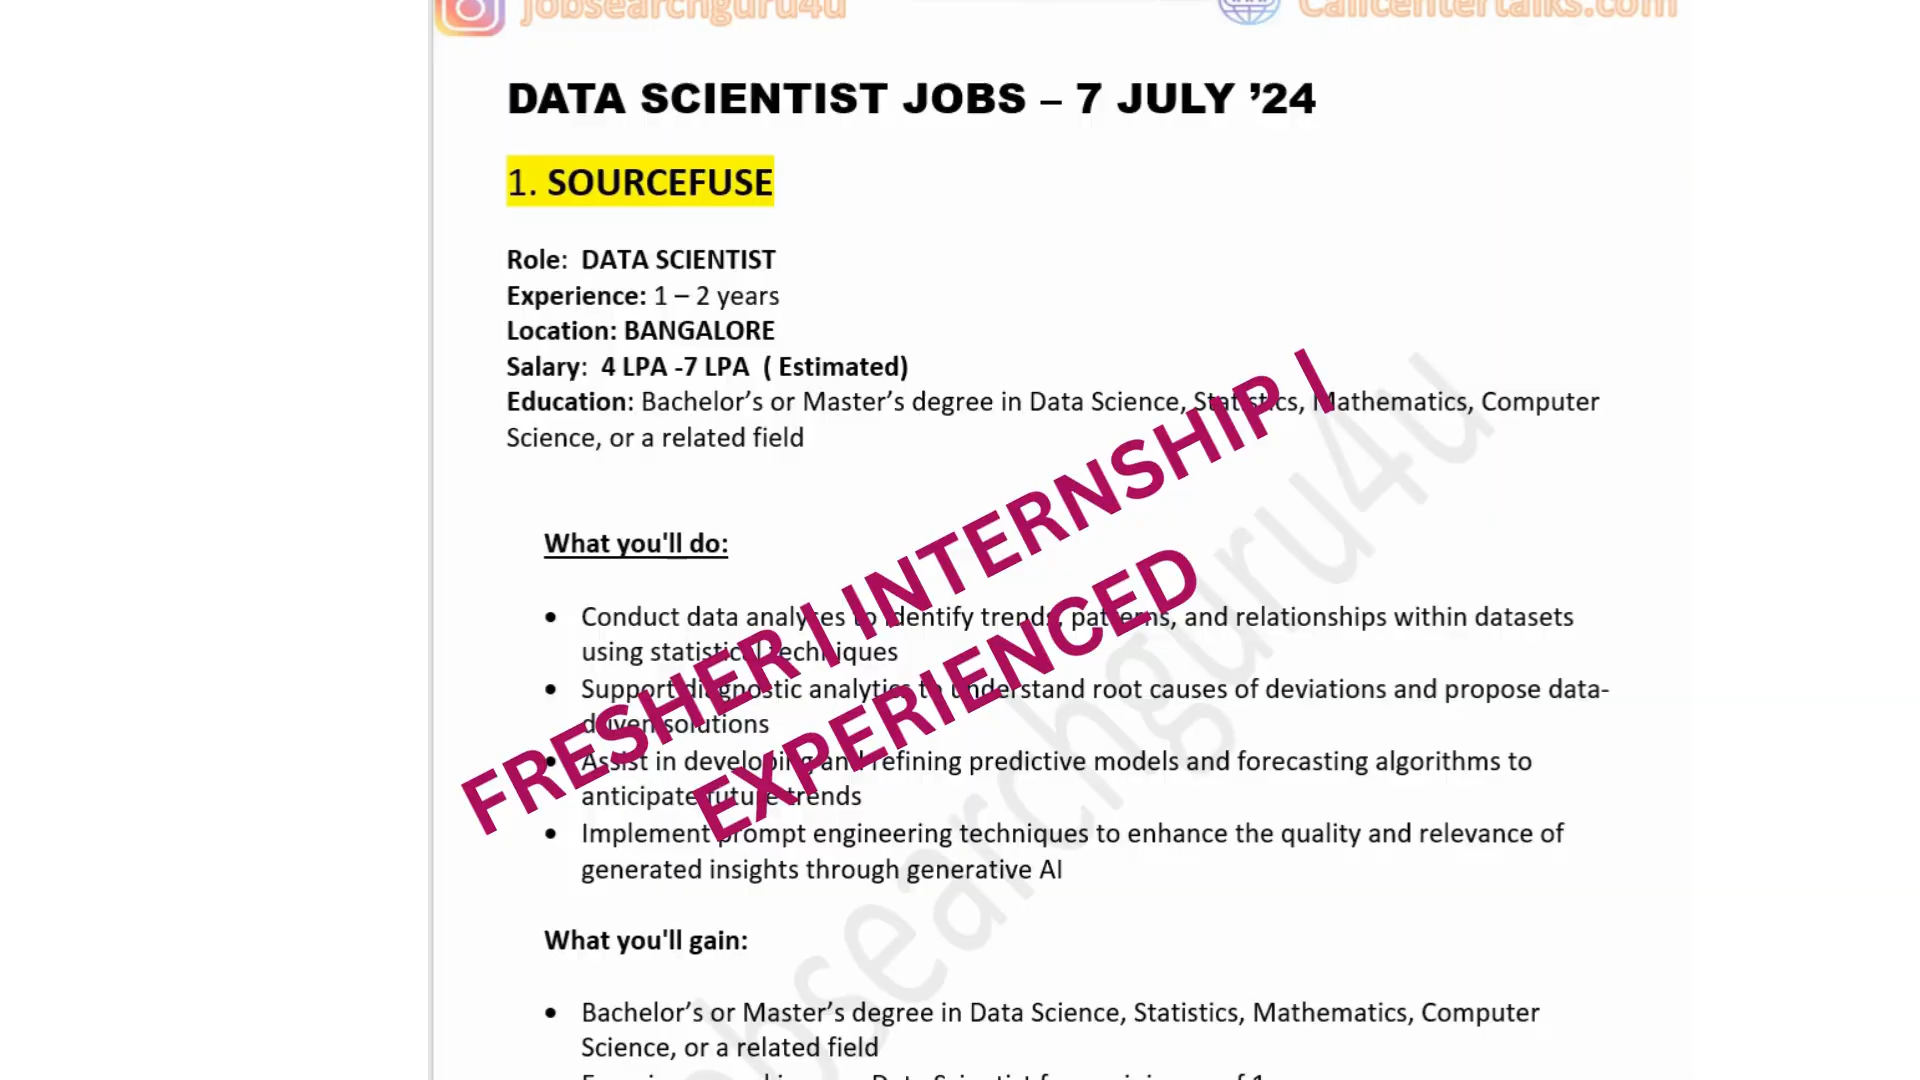 jobsearchguru4u
Callcentertalks.com
DATA SCIENTIST JOBS – 7 JULY ’24
1. SOURCEFUSE
Role: DATA SCIENTIST
Experience: 1 – 2 years
Location: BANGALORE
Salary: 4 LPA -7 LPA ( Estimated)
Education: Bachelor’s or Master’s degree in Data Science, Statistics, Mathematics, Computer
Science, or a related field
What you'll do:
Conduct data analyses to identify trends, patterns, and relationships within datasets
using statistical techniques
Support diagnostic analytics to understand root causes of deviations and propose data-
driven solutions
Assist in developing and refining predictive models and forecasting algorithms to
anticipate future trends
Implement prompt engineering techniques to enhance the quality and relevance of
generated insights through generative AI
What you'll gain:
Bachelor’s or Master’s degree in Data Science, Statistics, Mathematics, Computer
Science, or a related field
FRESHER | INTERNSHIP |
EXPERIENCED
jobsearchguru4u